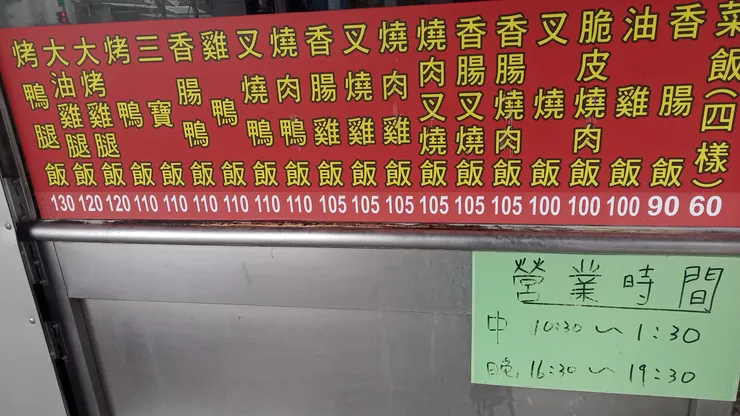 菜飯(四樣) 60
香腸飯 90
油雞飯 100
脆皮燒肉飯 100
叉燒飯 100
香腸燒肉飯 105
香腸叉燒飯 105
燒肉叉燒飯 105
燒肉雞飯 105
叉燒雞飯 105
香腸雞飯 105
燒肉鴨飯 110
叉燒鴨飯 110
雞鴨飯 110
香腸鴨飯 110
三寶飯 110
烤鴨飯 110
大烤雞腿飯 120
大油雞腿飯 120
烤鴨腿飯 130
營業時間
中 10:30～1:30
晚 16:30～19:30